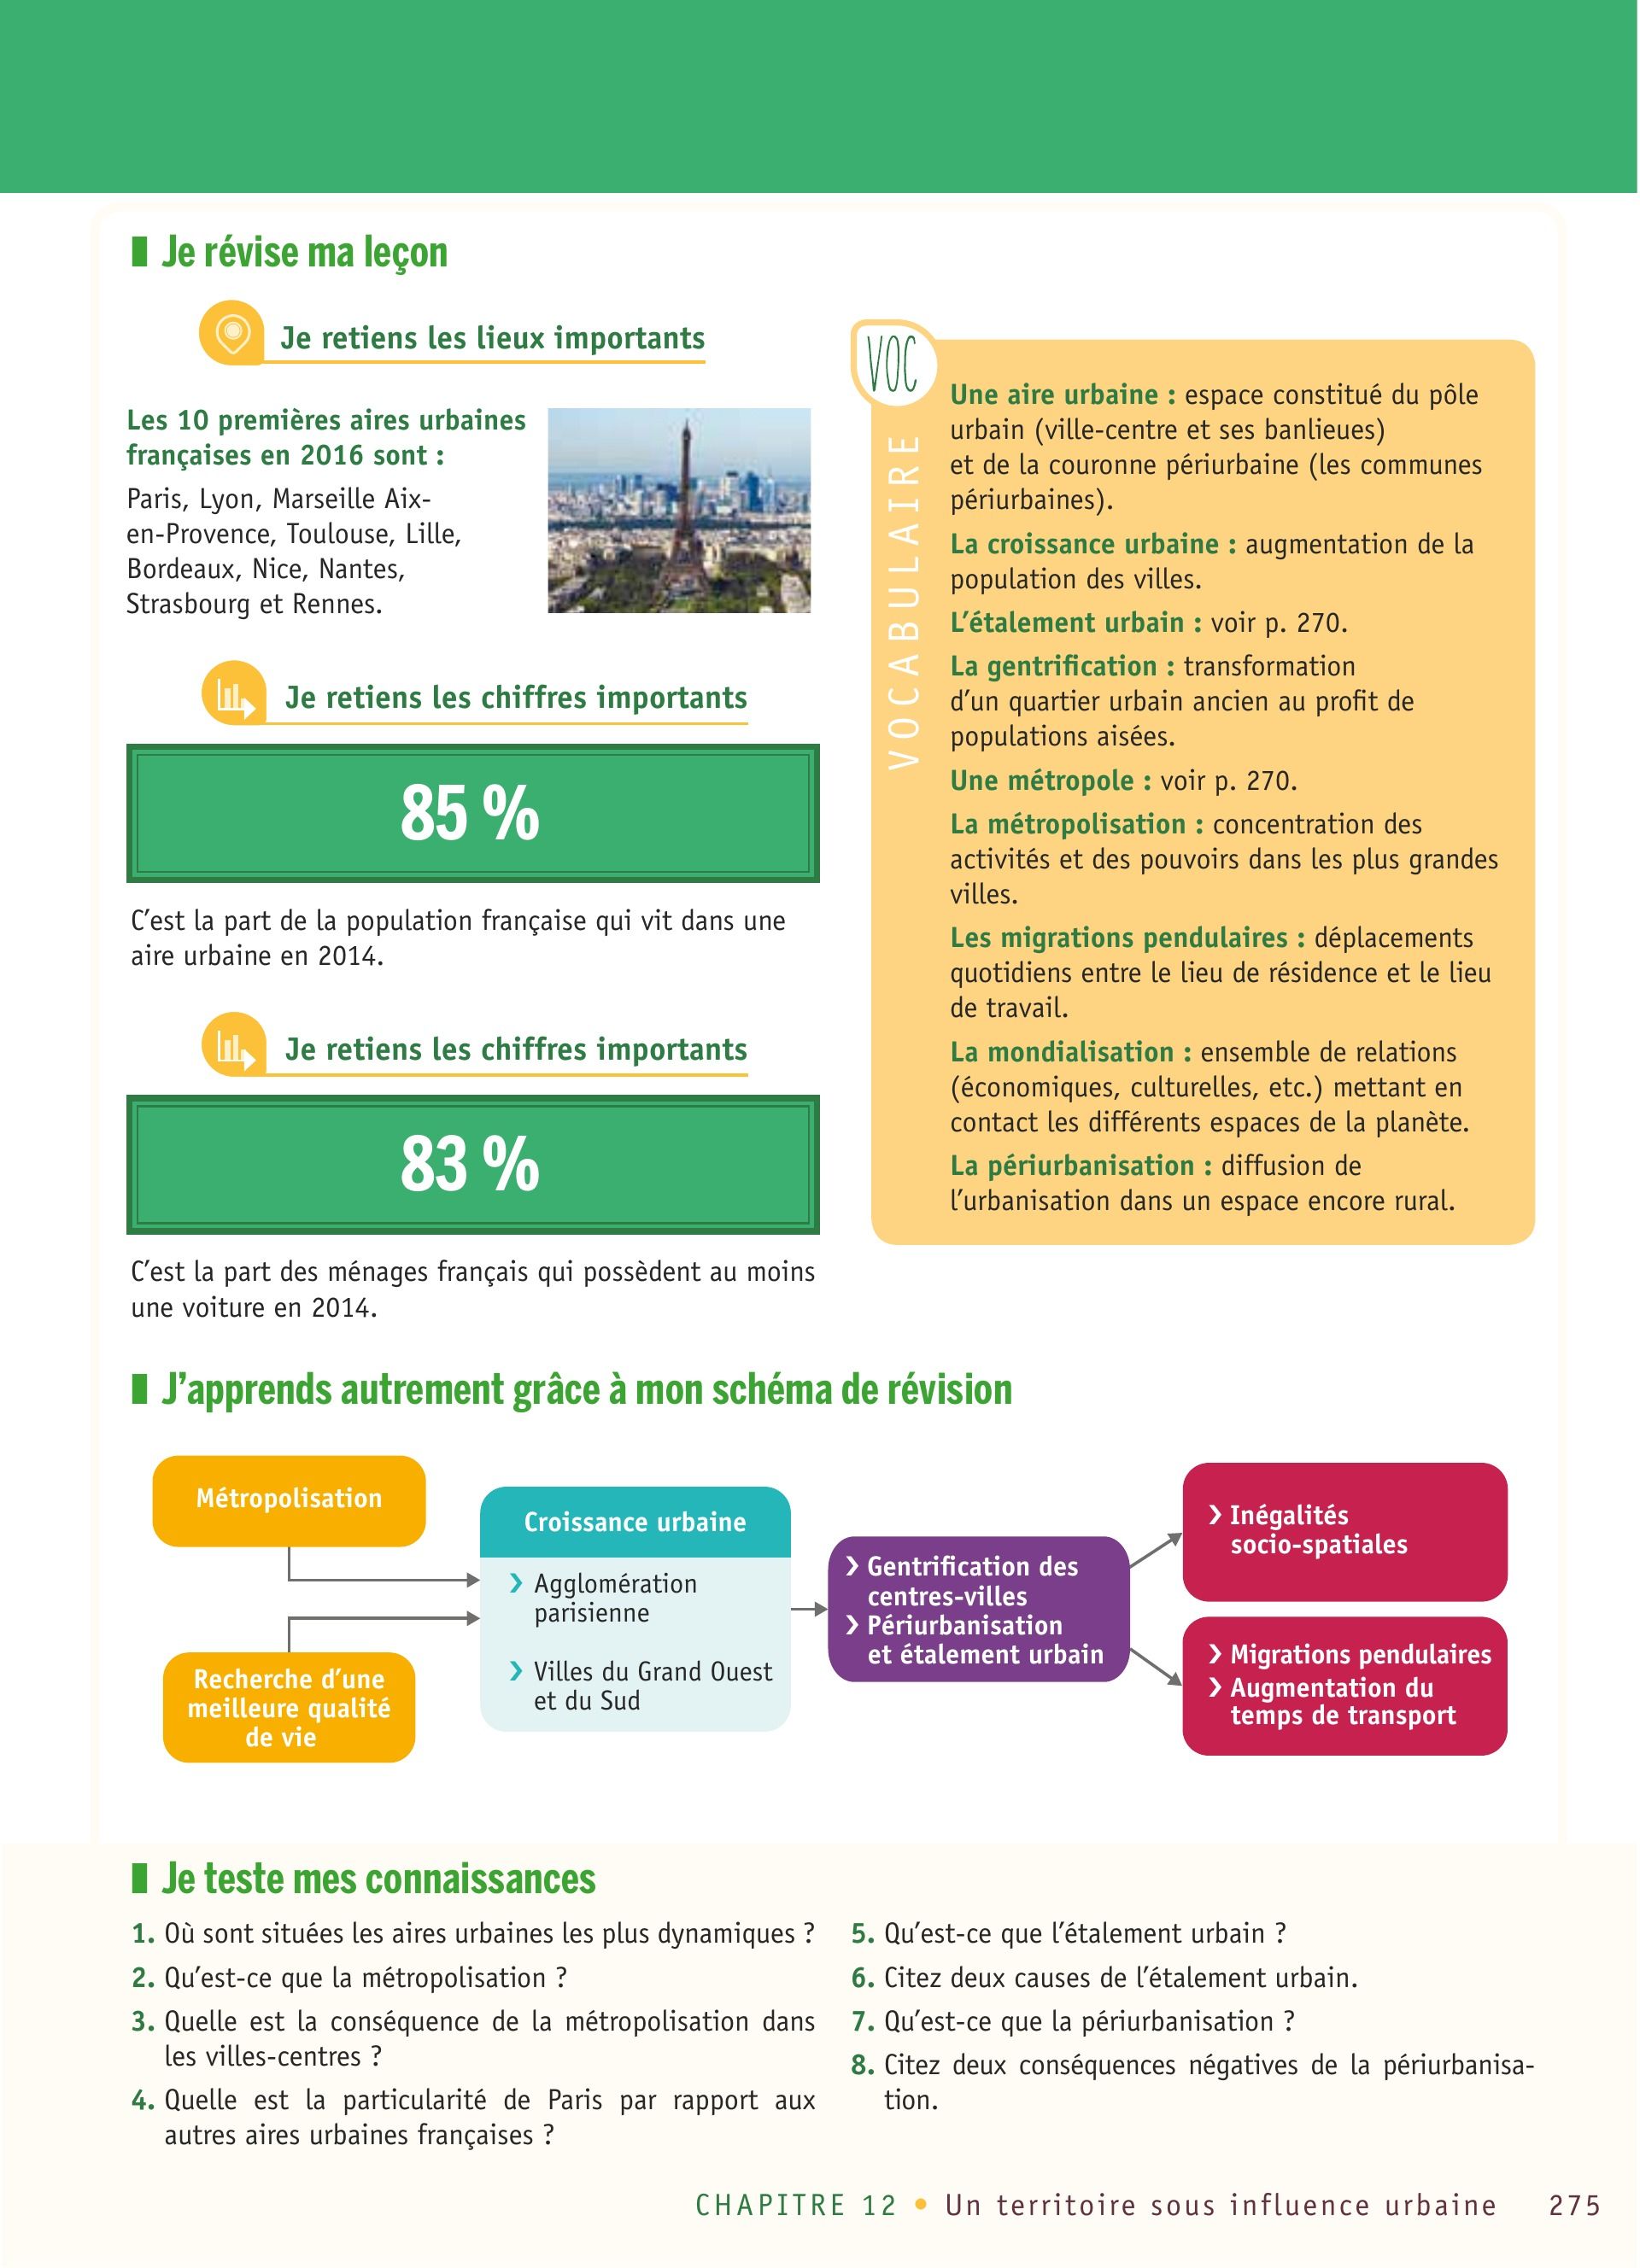 Je révise ma leçon
Je retiens les lieux importants
Les 10 premières aires urbaines
françaises en 2016 sont :
Paris, Lyon, Marseille Aix-
en-Provence, Toulouse, Lille,
Bordeaux, Nice, Nantes,
Strasbourg et Rennes.
Je retiens les chiffres importants
85 %
C'est la part de la population française qui vit dans une
aire urbaine en 2014.
Je retiens les chiffres importants
83 %
C'est la part des ménages français qui possèdent au moins
une voiture en 2014.
VOC
VOCABULAIRE
Une aire urbaine : espace constitué du pôle
urbain (ville-centre et ses banlieues)
et de la couronne périurbaine (les communes
périurbaines).
La croissance urbaine : augmentation de la
population des villes.
L'étalement urbain : voir p. 270.
La gentrification : transformation
d'un quartier urbain ancien au profit de
populations aisées.
Une métropole : voir p. 270.
La métropolisation : concentration des
activités et des pouvoirs dans les plus grandes
villes.
Les migrations pendulaires : déplacements
quotidiens entre le lieu de résidence et le lieu
de travail.
La mondialisation : ensemble de relations
(économiques, culturelles, etc.) mettant en
contact les différents espaces de la planète.
La périurbanisation : diffusion de
l'urbanisation dans un espace encore rural.
J'apprends autrement grâce à mon schéma de révision
Métropolisation
Recherche d'une
meilleure qualité
de vie
Croissance urbaine
❯ Agglomération
parisienne
❯ Villes du Grand Ouest
et du Sud
❯ Gentrification des
centres-villes
❯ Périurbanisation
et étalement urbain
❯ Inégalités
socio-spatiales
❯ Migrations pendulaires
❯ Augmentation du
temps de transport
Je teste mes connaissances
1. Où sont situées les aires urbaines les plus dynamiques ?
2. Qu'est-ce que la métropolisation ?
3. Quelle est la conséquence de la métropolisation dans
les villes-centres ?
4. Quelle est la particularité de Paris par rapport aux
autres aires urbaines françaises ?
5. Qu'est-ce que l'étalement urbain ?
6. Citez deux causes de l'étalement urbain.
7. Qu'est-ce que la périurbanisation ?
8. Citez deux conséquences négatives de la périurbanisa-
tion.
CHAPITRE 12 • Un territoire sous influence urbaine 275